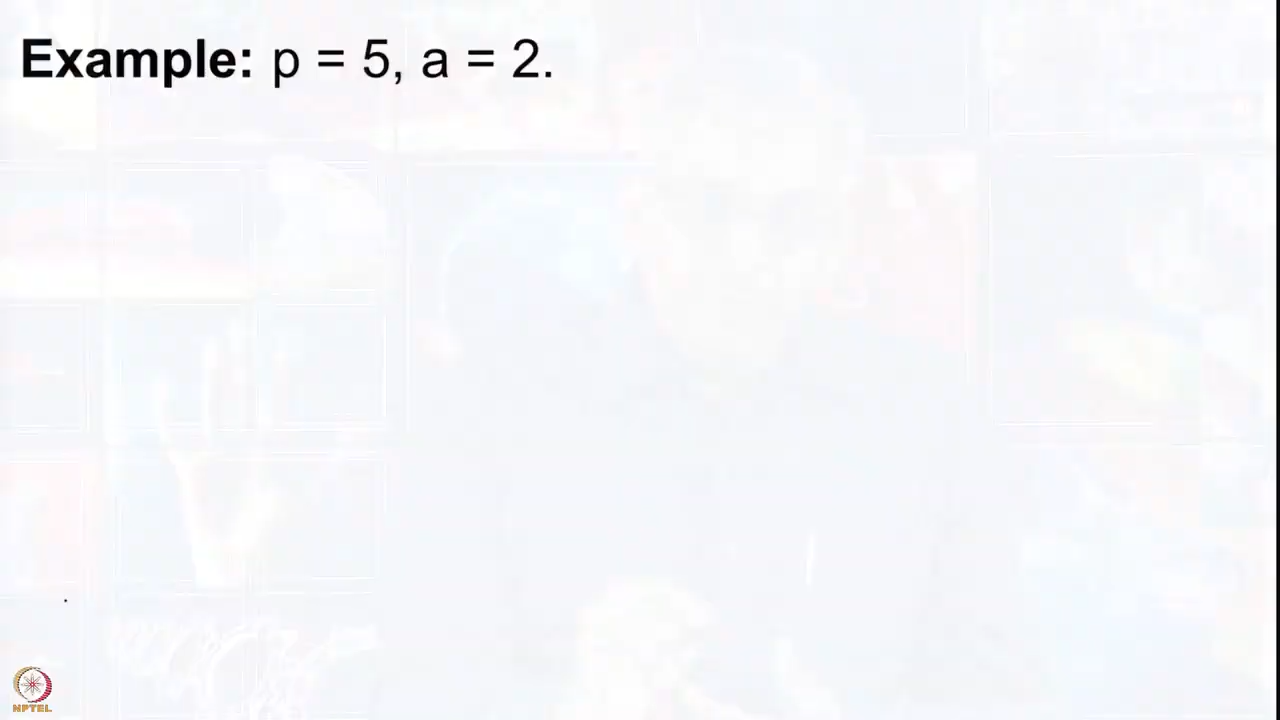 Example: p = 5, a = 2.
NPTEL